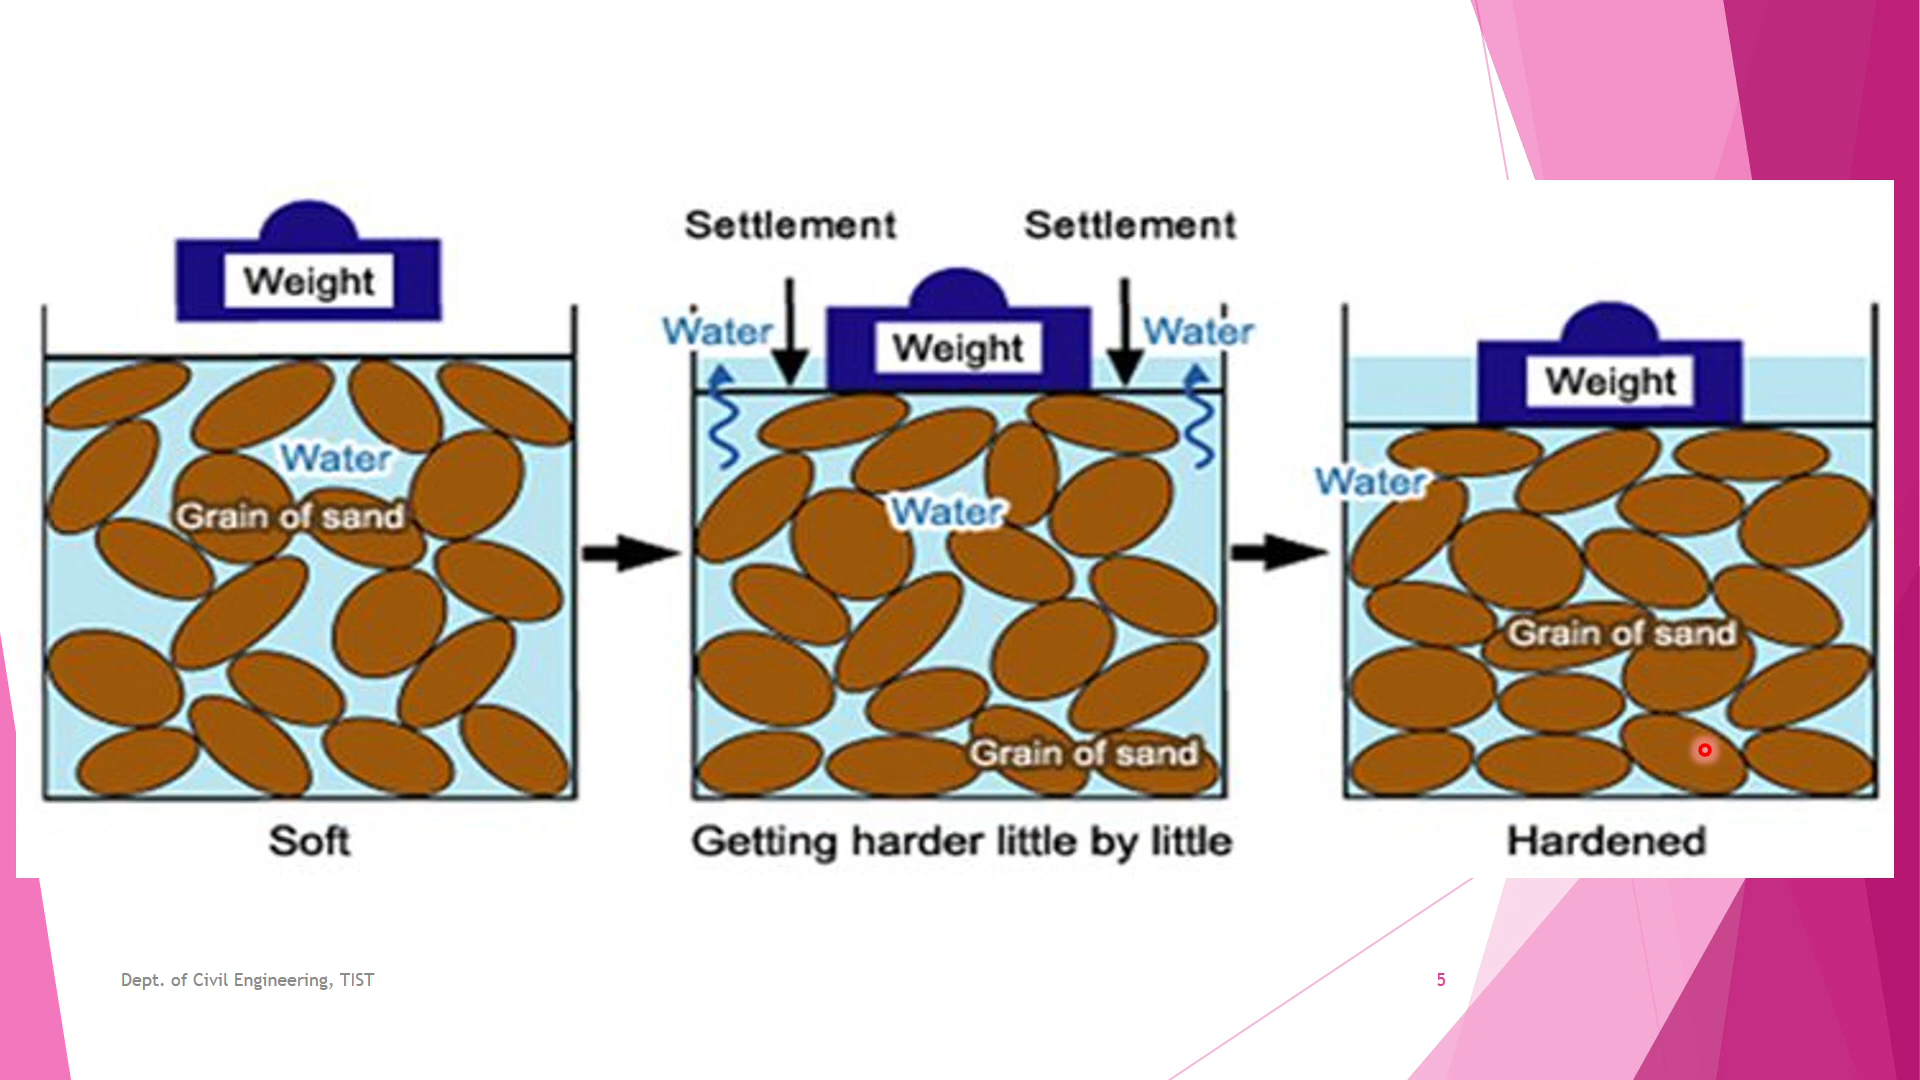 Weight
Water
Grain of sand
Soft
Settlement
Settlement
Water
Weight
Water
Water
Grain of sand
Getting harder little by little
Weight
Water
Grain of sand
Hardened
Dept. of Civil Engineering, TIST
5